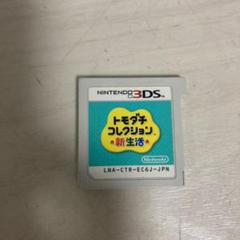 NINTENDO 3DS™
トモダチ
コレクション
新生活
Nintendo
LNA-CTR-EC6J-JPN